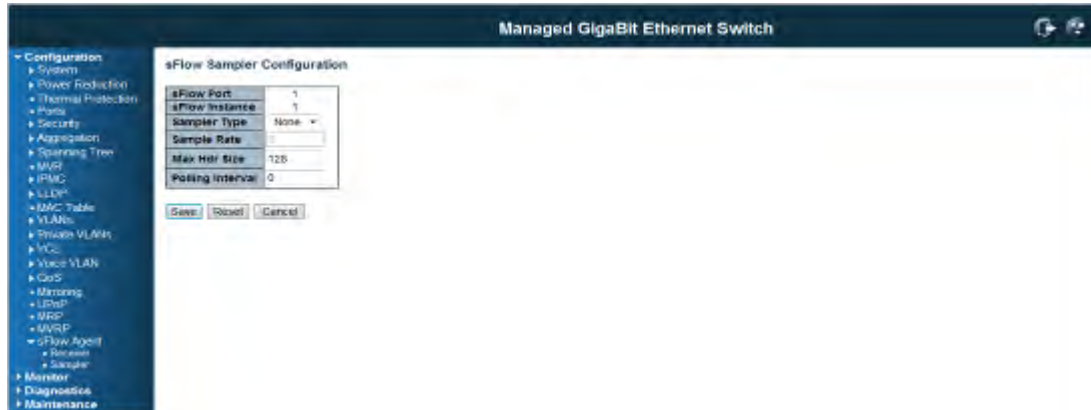 Managed GigaBit Ethernet Switch
Configuration
System
Power Reduction
Thermal Protection
Ports
Security
Aggregation
Spanning Tree
MVR
IPMC
LLDP
MAC Table
VLANs
Private VLANs
VCL
Voice VLAN
QoS
Mirroring
UPnP
MRP
MVRP
sFlow Agent
Receiver
Sampler
Monitor
Diagnostics
Maintenance
sFlow Sampler Configuration
sFlow Port 1
sFlow Instance 1
Sampler Type None
Sample Rate
Max Hdr Size 128
Polling Interval 0
Save Reset Cancel